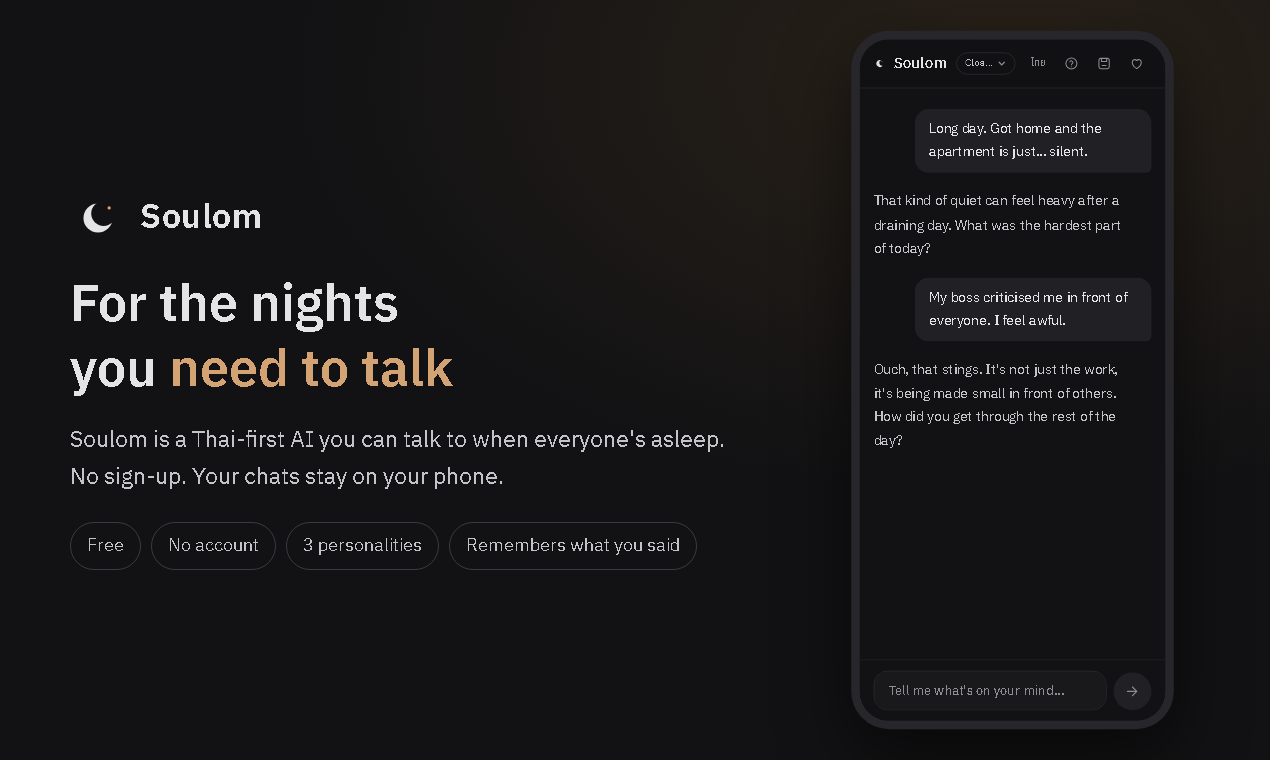 Soulom
For the nights
you need to talk
Soulom is a Thai-first AI you can talk to when everyone's asleep.
No sign-up. Your chats stay on your phone.
Free
No account
3 personalities
Remembers what you said
Soulom
Clos...
ไทย
Long day. Got home and the
apartment is just... silent.
That kind of quiet can feel heavy after a
draining day. What was the hardest part
of today?
My boss criticised me in front of
everyone. I feel awful.
Ouch, that stings. It's not just the work,
it's being made small in front of others.
How did you get through the rest of the
day?
Tell me what's on your mind...